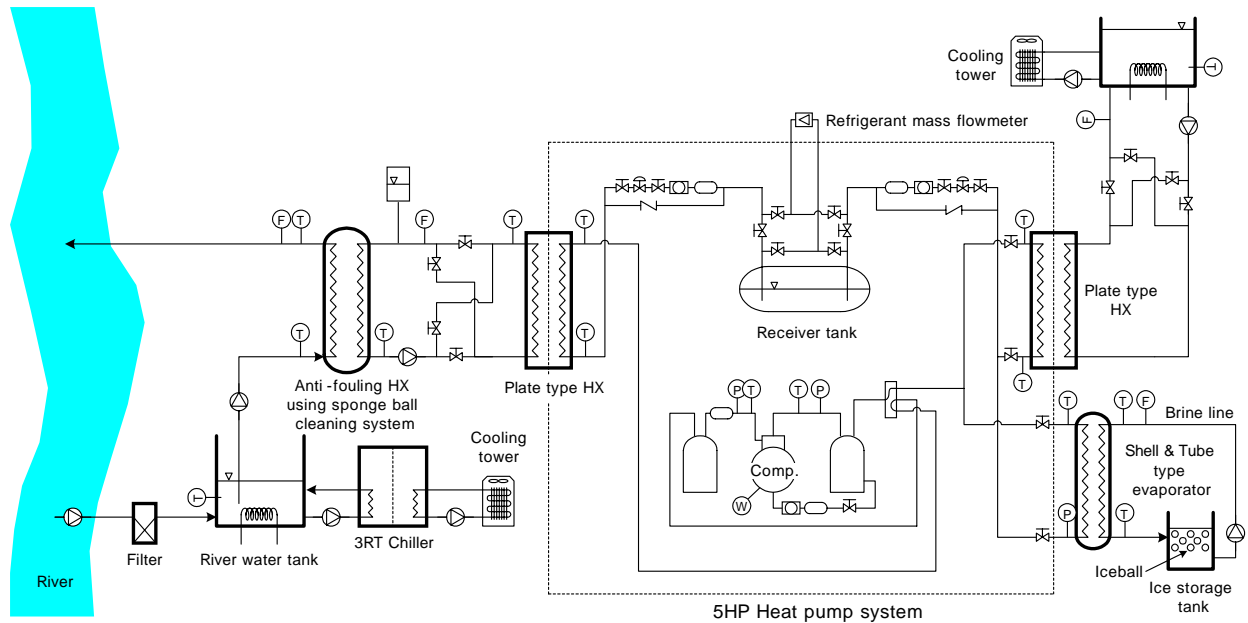 Cooling
tower
T
F
Refrigerant mass flowmeter
F
T
F
T
T
T
Plate type
HX
Receiver tank
T
T
T
T
Anti -fouling HX
using sponge ball
cleaning system
Plate type HX
P
T
T
P
Brine line
T
T
F
Cooling
tower
Comp.
Shell & Tube
type
evaporator
T
W
P
T
Filter
River water tank
3RT Chiller
River
Iceball
Ice storage
tank
5HP Heat pump system